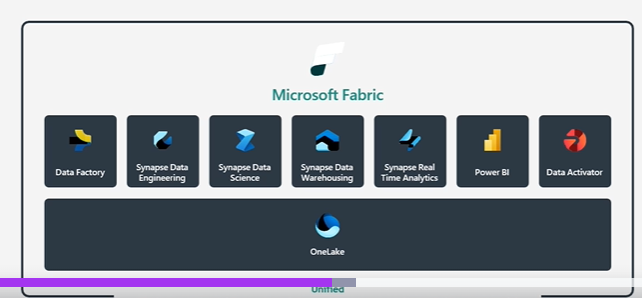 Microsoft Fabric
Data Factory
Synapse Data
Engineering
Synapse Data
Science
Synapse Data
Warehousing
Synapse Real
Time Analytics
Power BI
Data Activator
OneLake
Unified